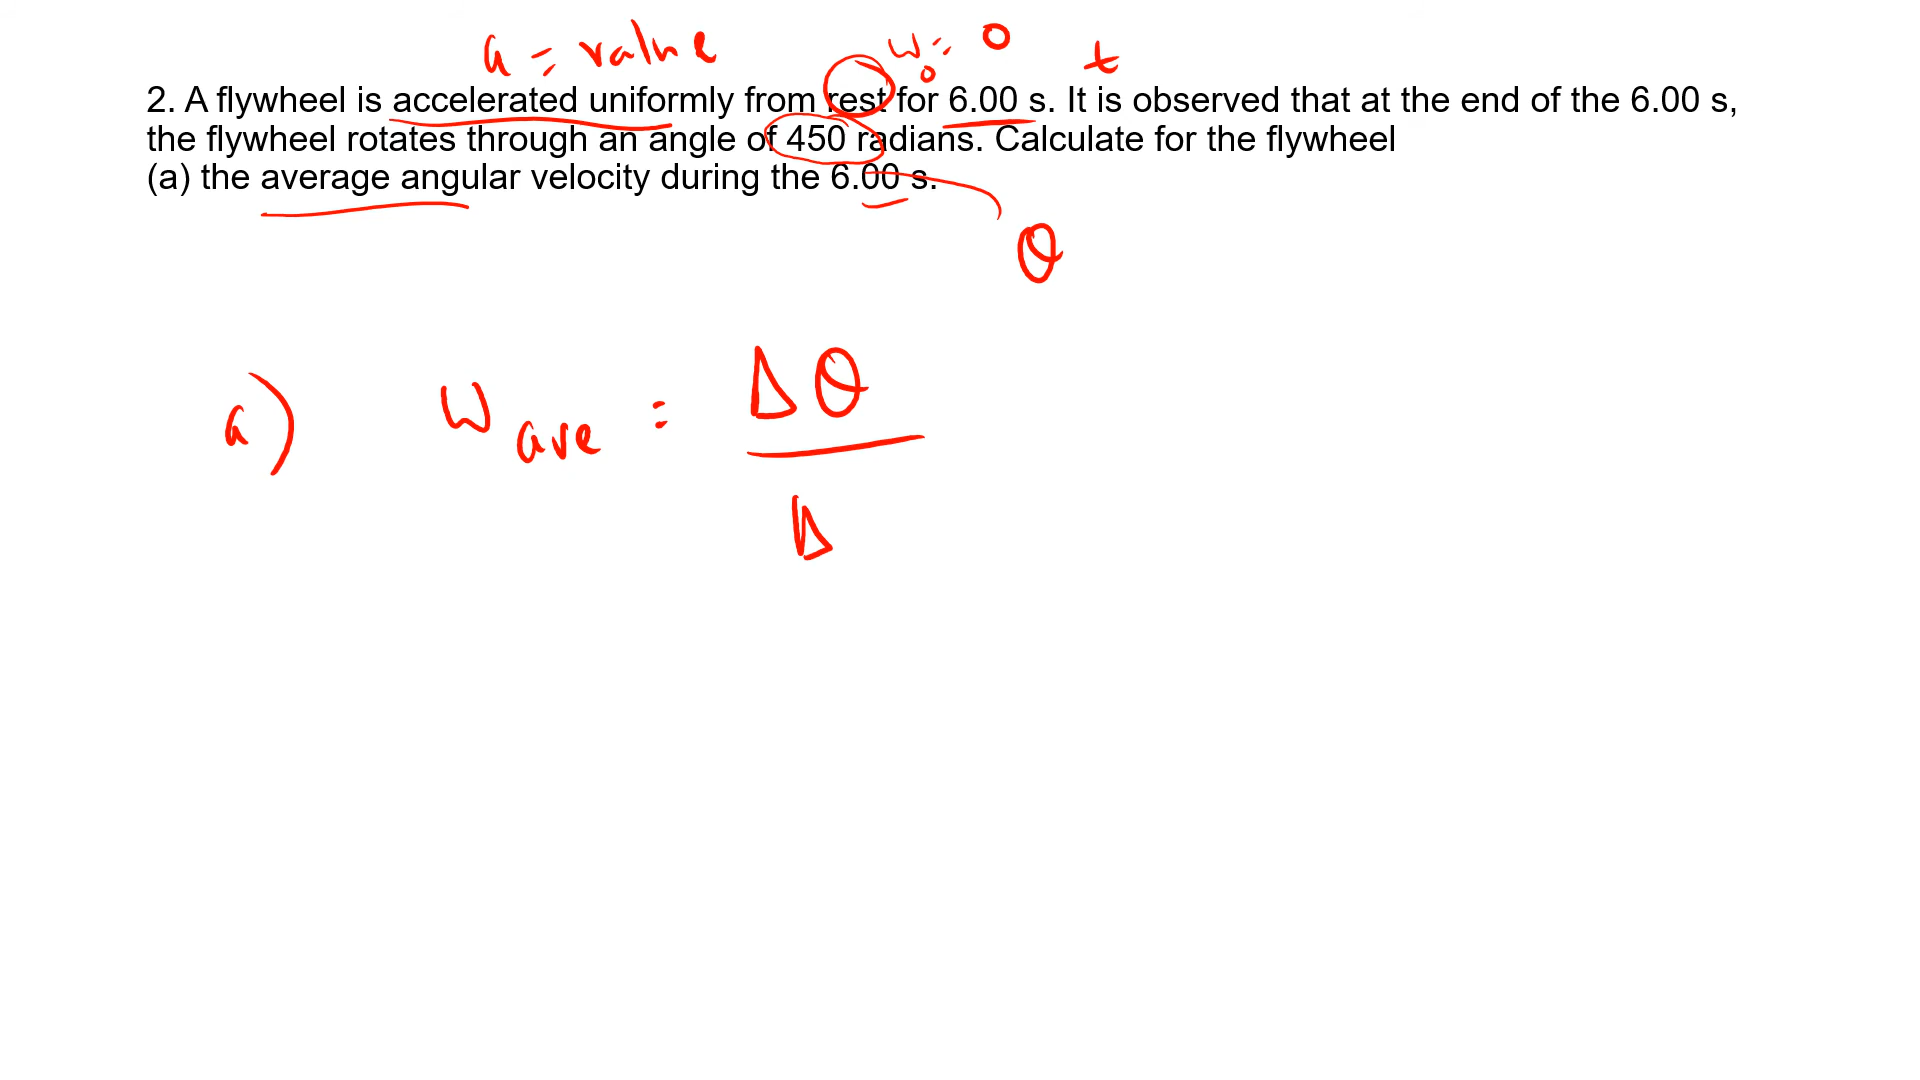 a = value ω₀ = 0 t
2. A flywheel is accelerated uniformly from rest for 6.00 s. It is observed that at the end of the 6.00 s,
the flywheel rotates through an angle of 450 radians. Calculate for the flywheel
(a) the average angular velocity during the 6.00 s.
θ
a) ω ave = Δθ
Δ